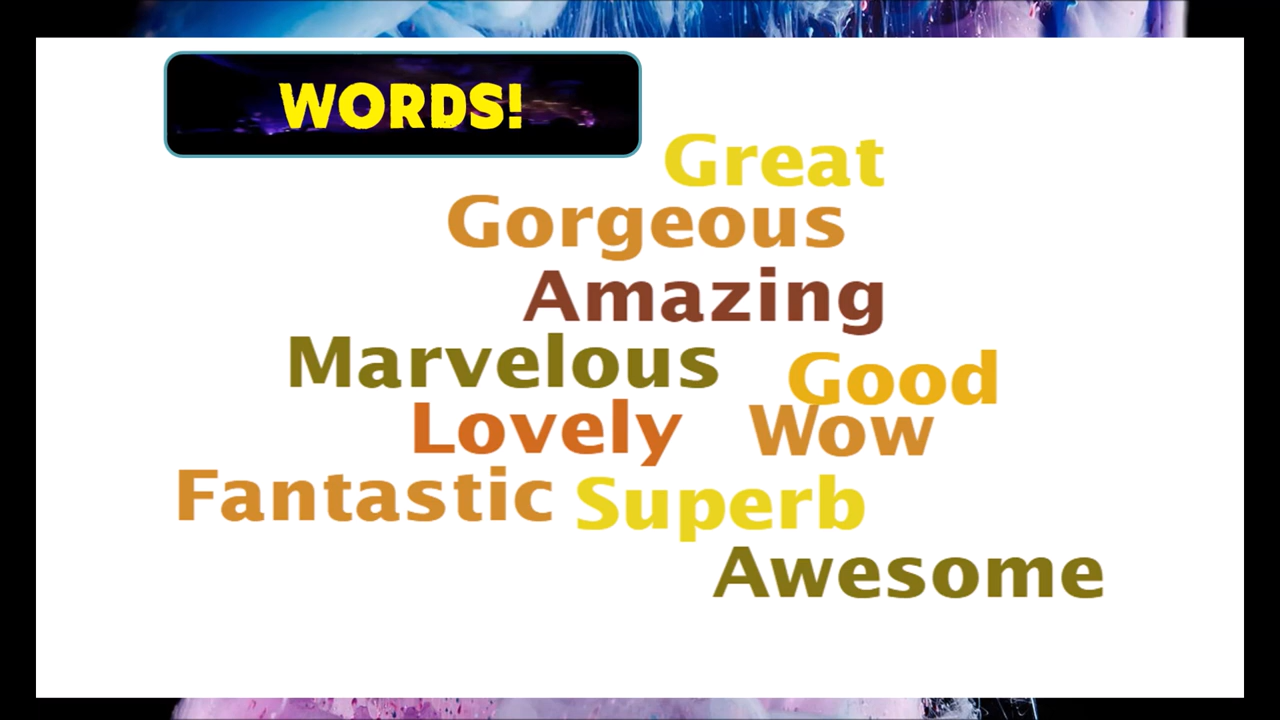 WORDS!
Great
Gorgeous
Amazing
Marvelous Good
Lovely Wow
Fantastic Superb
Awesome